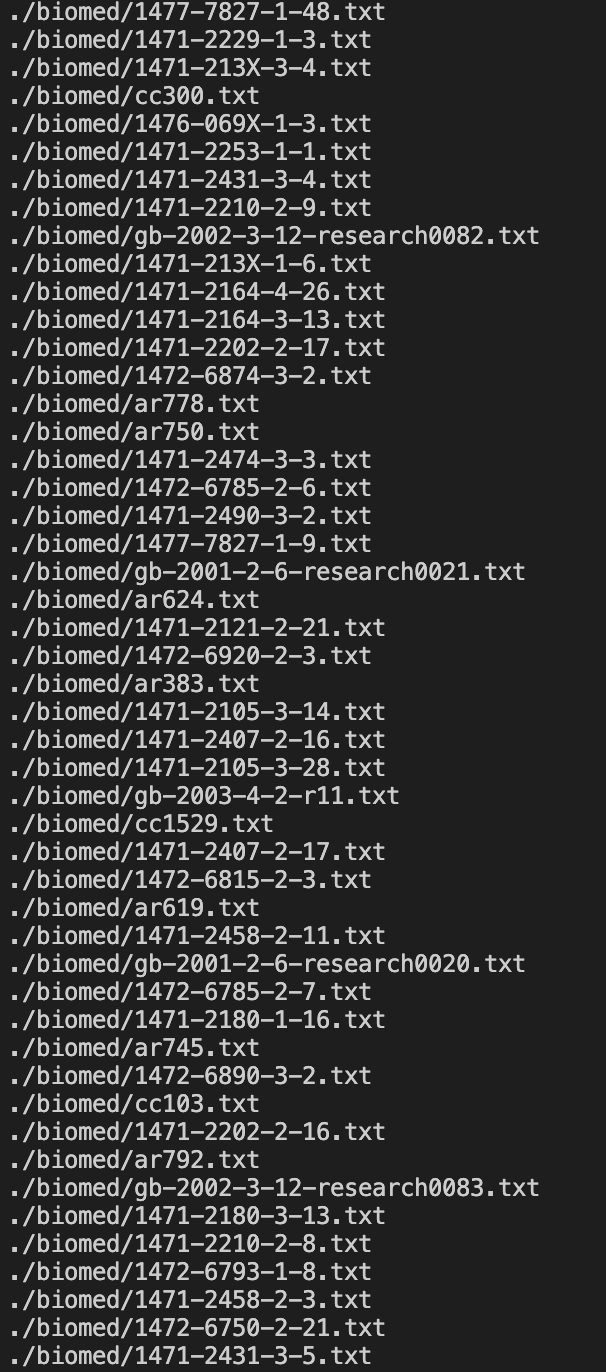 ./biomed/1477-7827-1-48.txt
./biomed/1471-2229-1-3.txt
./biomed/1471-213X-3-4.txt
./biomed/cc300.txt
./biomed/1476-069X-1-3.txt
./biomed/1471-2253-1-1.txt
./biomed/1471-2431-3-4.txt
./biomed/1471-2210-2-9.txt
./biomed/gb-2002-3-12-research0082.txt
./biomed/1471-213X-1-6.txt
./biomed/1471-2164-4-26.txt
./biomed/1471-2164-3-13.txt
./biomed/1471-2202-2-17.txt
./biomed/1472-6874-3-2.txt
./biomed/ar778.txt
./biomed/ar750.txt
./biomed/1471-2474-3-3.txt
./biomed/1472-6785-2-6.txt
./biomed/1471-2490-3-2.txt
./biomed/1477-7827-1-9.txt
./biomed/gb-2001-2-6-research0021.txt
./biomed/ar624.txt
./biomed/1471-2121-2-21.txt
./biomed/1472-6920-2-3.txt
./biomed/ar383.txt
./biomed/1471-2105-3-14.txt
./biomed/1471-2407-2-16.txt
./biomed/1471-2105-3-28.txt
./biomed/gb-2003-4-2-r11.txt
./biomed/cc1529.txt
./biomed/1471-2407-2-17.txt
./biomed/1472-6815-2-3.txt
./biomed/ar619.txt
./biomed/1471-2458-2-11.txt
./biomed/gb-2001-2-6-research0020.txt
./biomed/1472-6785-2-7.txt
./biomed/1471-2180-1-16.txt
./biomed/ar745.txt
./biomed/1472-6890-3-2.txt
./biomed/cc103.txt
./biomed/1471-2202-2-16.txt
./biomed/ar792.txt
./biomed/gb-2002-3-12-research0083.txt
./biomed/1471-2180-3-13.txt
./biomed/1471-2210-2-8.txt
./biomed/1472-6793-1-8.txt
./biomed/1471-2458-2-3.txt
./biomed/1472-6750-2-21.txt
./biomed/1471-2431-3-5.txt